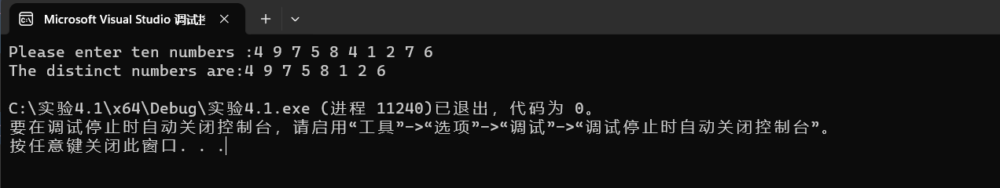 Microsoft Visual Studio 调试控
Please enter ten numbers :4 9 7 5 8 4 1 2 7 6
The distinct numbers are:4 9 7 5 8 1 2 6
C:\实验4.1\x64\Debug\实验4.1.exe (进程 11240)已退出，代码为 0。
要在调试停止时自动关闭控制台，请启用“工具”->“选项”->“调试”->“调试停止时自动关闭控制台”。
按任意键关闭此窗口. . .